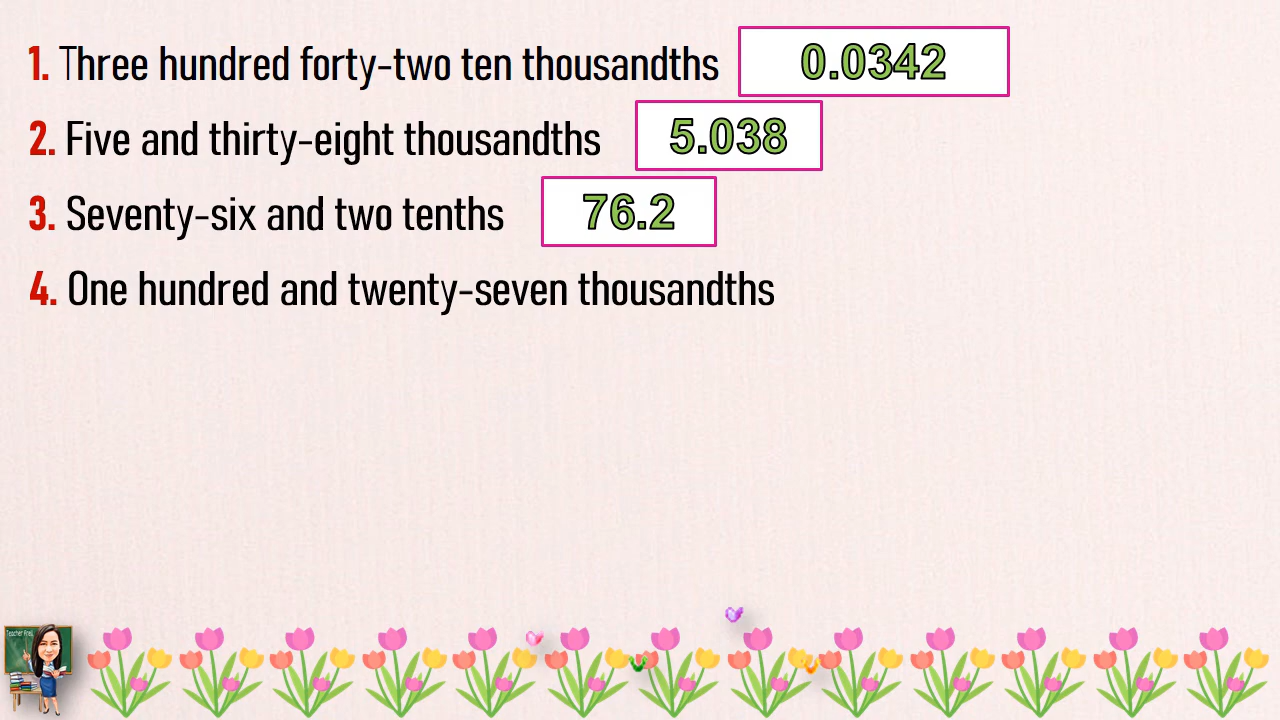 1. Three hundred forty-two ten thousandths 0.0342
2. Five and thirty-eight thousandths 5.038
3. Seventy-six and two tenths 76.2
4. One hundred and twenty-seven thousandths